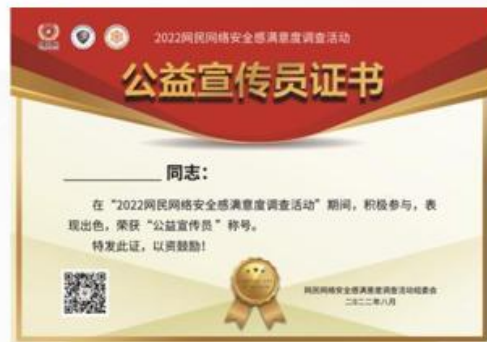 2022网民网络安全感满意度调查活动
公益宣传员证书
__________ 同志：
在“2022网民网络安全感满意度调查活动”期间，积极参与，表
现出色，荣获“公益宣传员”称号。
特发此证，以资鼓励！
网民网络安全感满意度调查活动组委会
二〇二二年八月